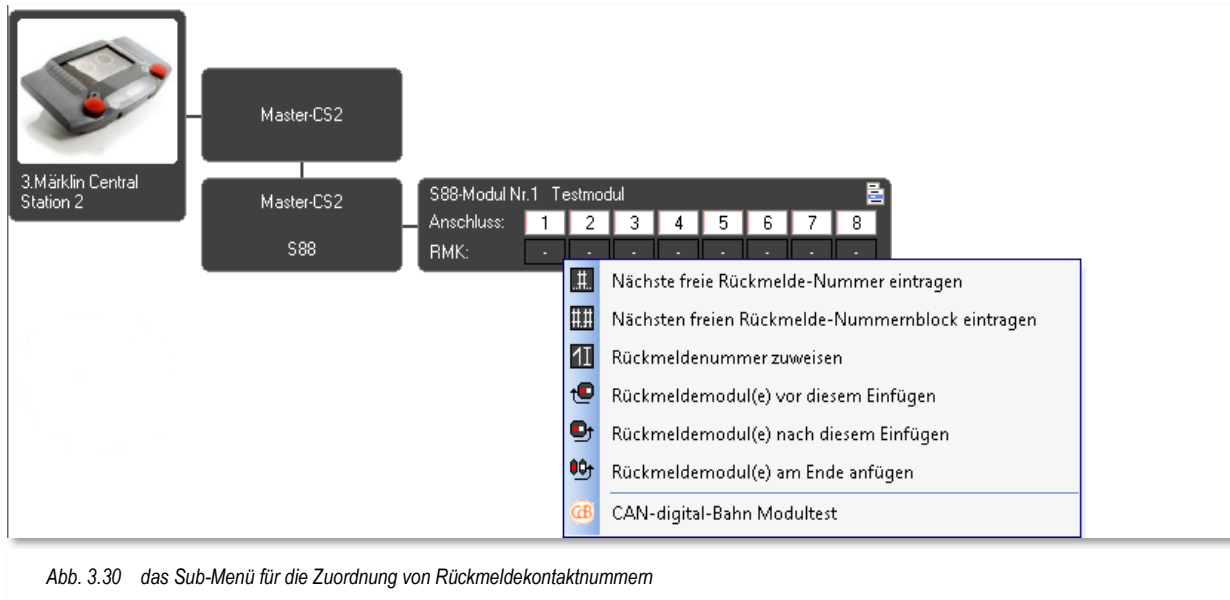 3.Märklin Central
Station 2
Master-CS2
Master-CS2
S88
S88-Modul Nr.1 Testmodul
Anschluss: 1 2 3 4 5 6 7 8
RMK: - - - - - - - -
Nächste freie Rückmelde-Nummer eintragen
Nächsten freien Rückmelde-Nummernblock eintragen
Rückmeldenummer zuweisen
Rückmeldemodul(e) vor diesem Einfügen
Rückmeldemodul(e) nach diesem Einfügen
Rückmeldemodul(e) am Ende anfügen
CdB CAN-digital-Bahn Modultest
Abb. 3.30 das Sub-Menü für die Zuordnung von Rückmeldekontaktnummern